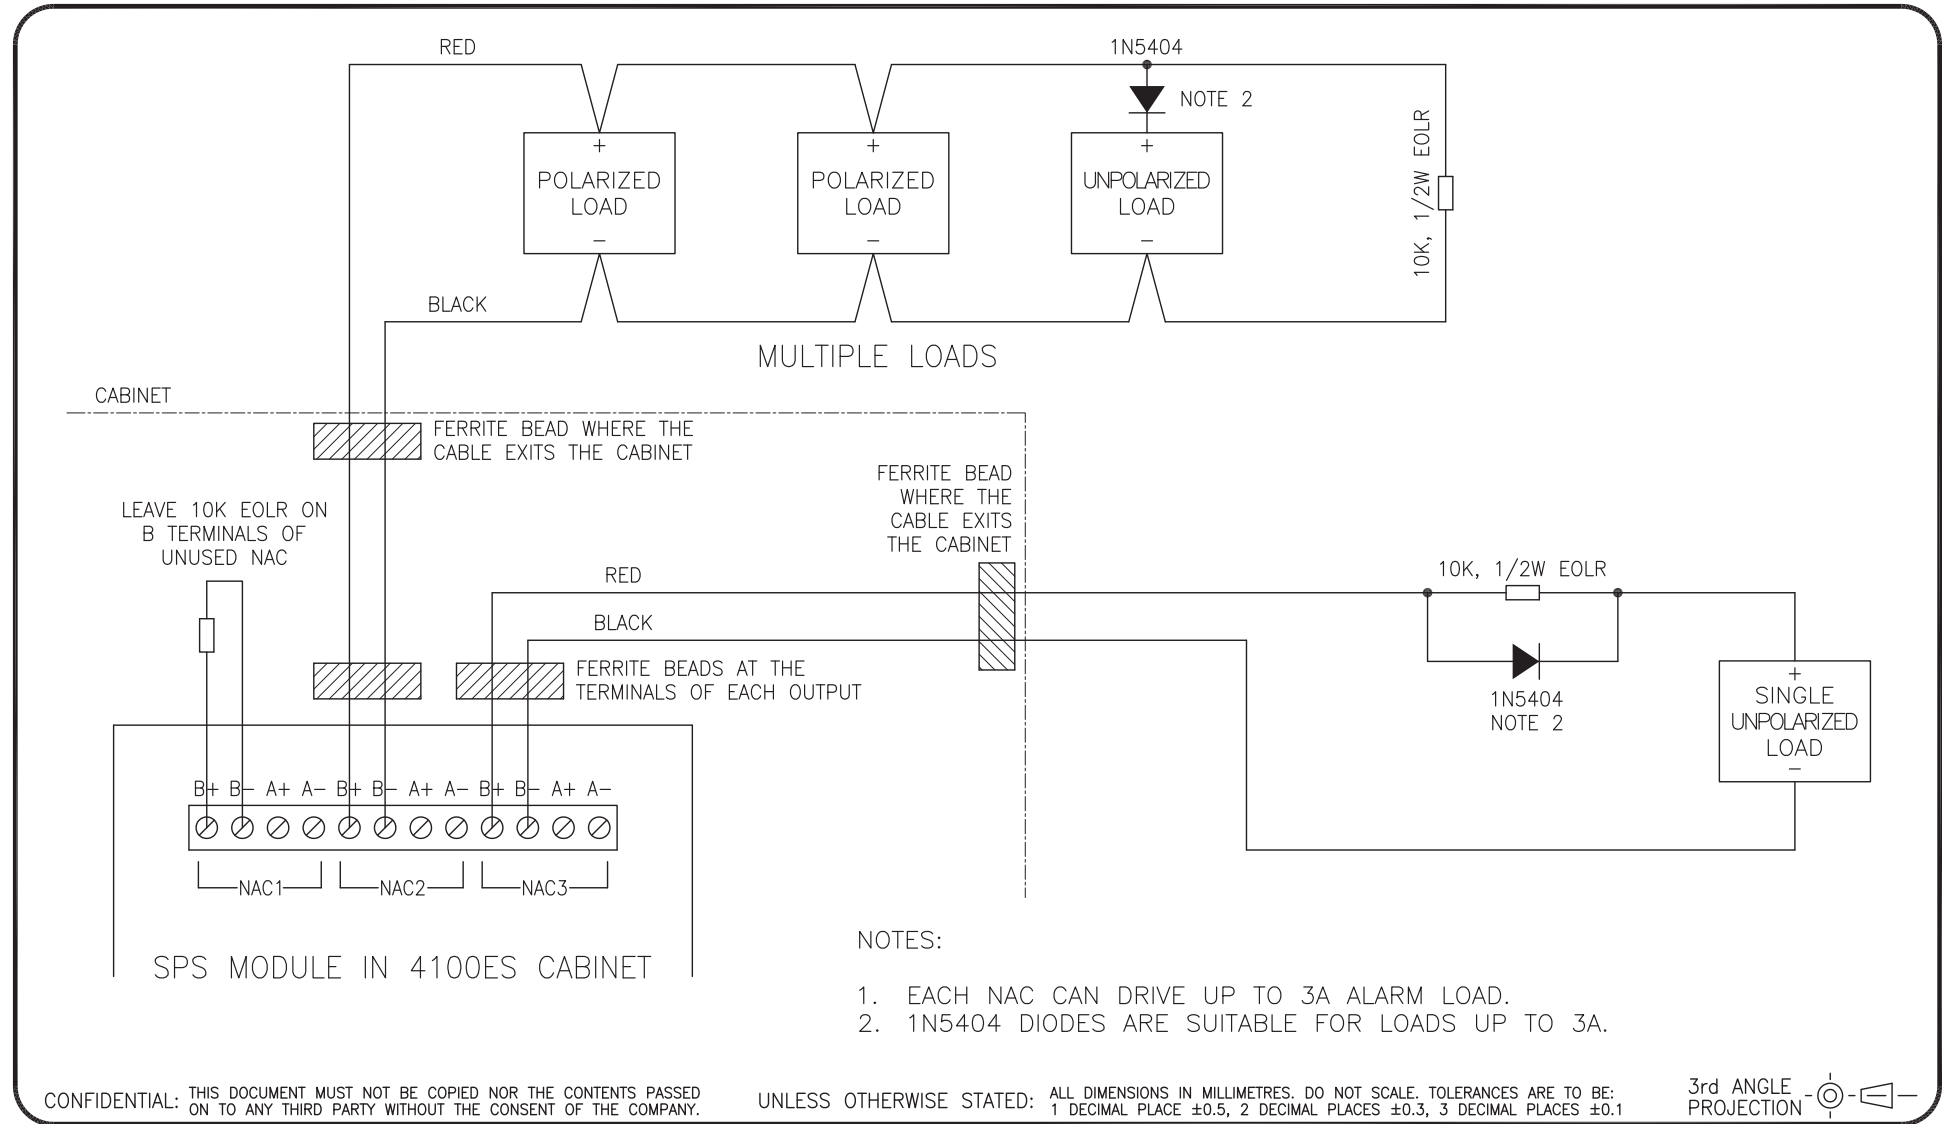 RED
1N5404
NOTE 2
+
POLARIZED
LOAD
−
+
POLARIZED
LOAD
−
+
UNPOLARIZED
LOAD
−
10K, 1/2W EOLR
BLACK
MULTIPLE LOADS
CABINET
FERRITE BEAD WHERE THE
CABLE EXITS THE CABINET
FERRITE BEAD
WHERE THE
CABLE EXITS
THE CABINET
LEAVE 10K EOLR ON
B TERMINALS OF
UNUSED NAC
RED
BLACK
10K, 1/2W EOLR
1N5404
NOTE 2
+
SINGLE
UNPOLARIZED
LOAD
−
FERRITE BEADS AT THE
TERMINALS OF EACH OUTPUT
B+ B− A+ A− B+ B− A+ A− B+ B− A+ A−
NAC1 NAC2 NAC3
SPS MODULE IN 4100ES CABINET
NOTES:
1. EACH NAC CAN DRIVE UP TO 3A ALARM LOAD.
2. 1N5404 DIODES ARE SUITABLE FOR LOADS UP TO 3A.
CONFIDENTIAL: THIS DOCUMENT MUST NOT BE COPIED NOR THE CONTENTS PASSED
ON TO ANY THIRD PARTY WITHOUT THE CONSENT OF THE COMPANY.
UNLESS OTHERWISE STATED: ALL DIMENSIONS IN MILLIMETRES. DO NOT SCALE. TOLERANCES ARE TO BE:
1 DECIMAL PLACE ±0.5, 2 DECIMAL PLACES ±0.3, 3 DECIMAL PLACES ±0.1
3rd ANGLE
PROJECTION